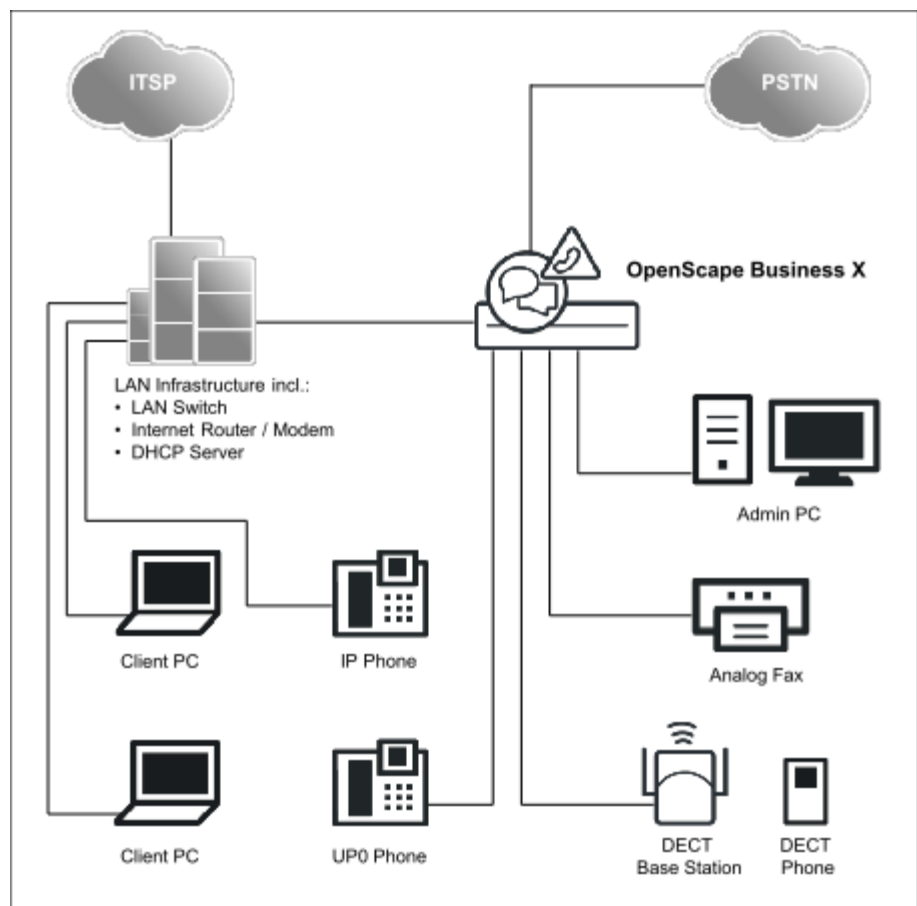 ITSP
PSTN
OpenScape Business X
LAN Infrastructure incl.:
• LAN Switch
• Internet Router / Modem
• DHCP Server
Admin PC
Client PC
IP Phone
Analog Fax
Client PC
UP0 Phone
DECT
Base Station
DECT
Phone